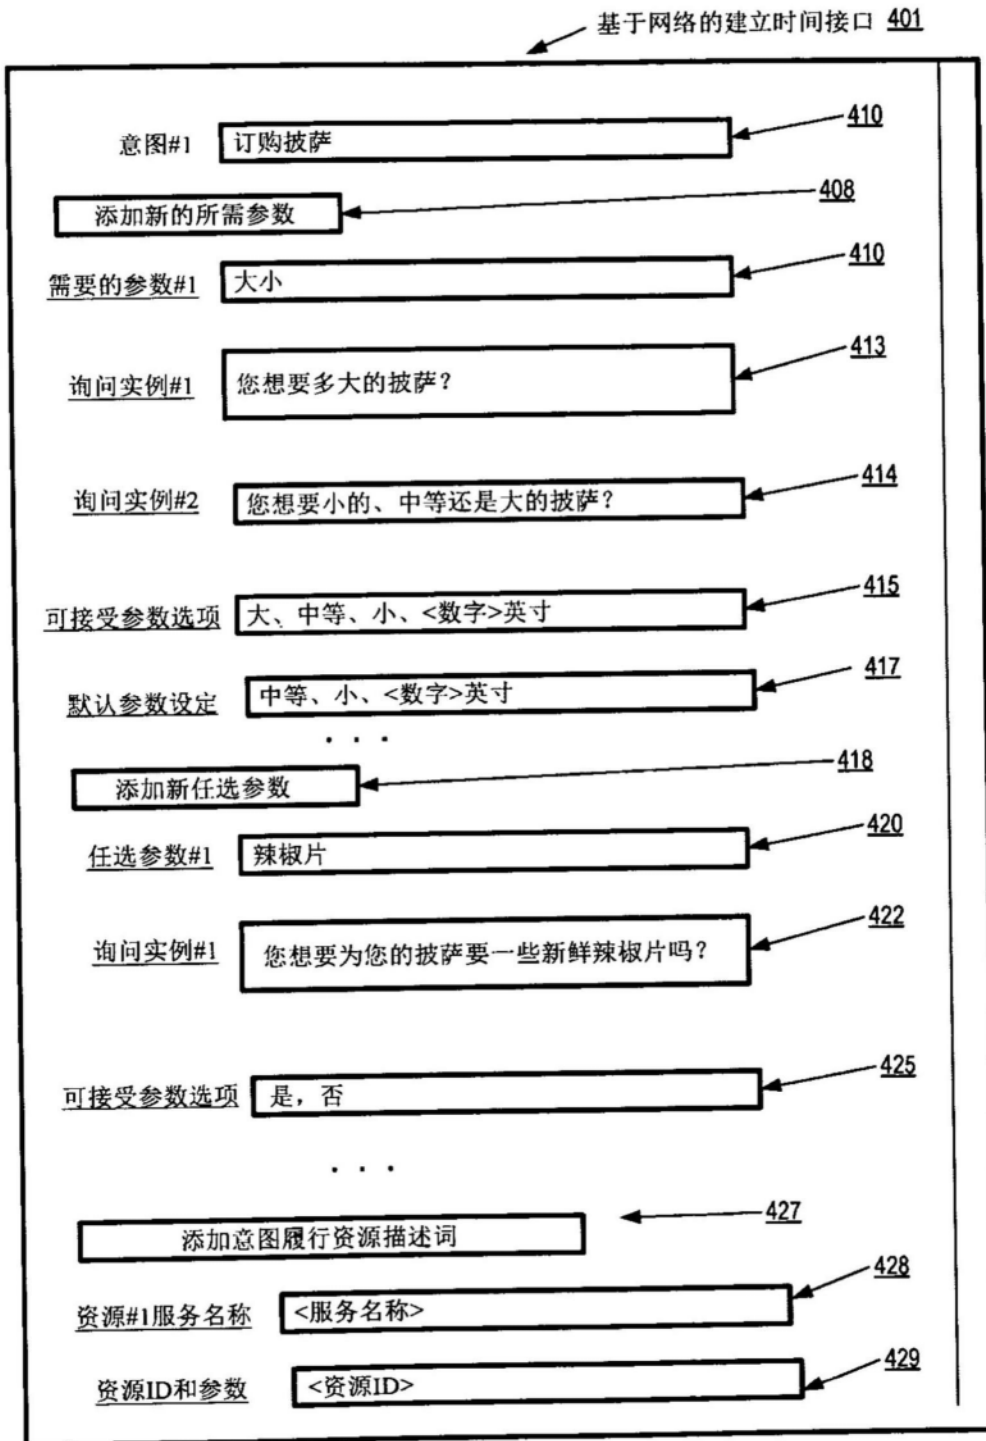 基于网络的建立时间接口 401
意图#1 订购披萨 410
添加新的所需参数 408
需要的参数#1 大小 410
询问实例#1 您想要多大的披萨？ 413
询问实例#2 您想要小的、中等还是大的披萨？ 414
可接受参数选项 大、中等、小、<数字>英寸 415
默认参数设定 中等、小、<数字>英寸 417
. . .
添加新任选参数 418
任选参数#1 辣椒片 420
询问实例#1 您想要为您的披萨要一些新鲜辣椒片吗？ 422
可接受参数选项 是，否 425
. . .
添加意图履行资源描述词 427
资源#1服务名称 <服务名称> 428
资源ID和参数 <资源ID> 429